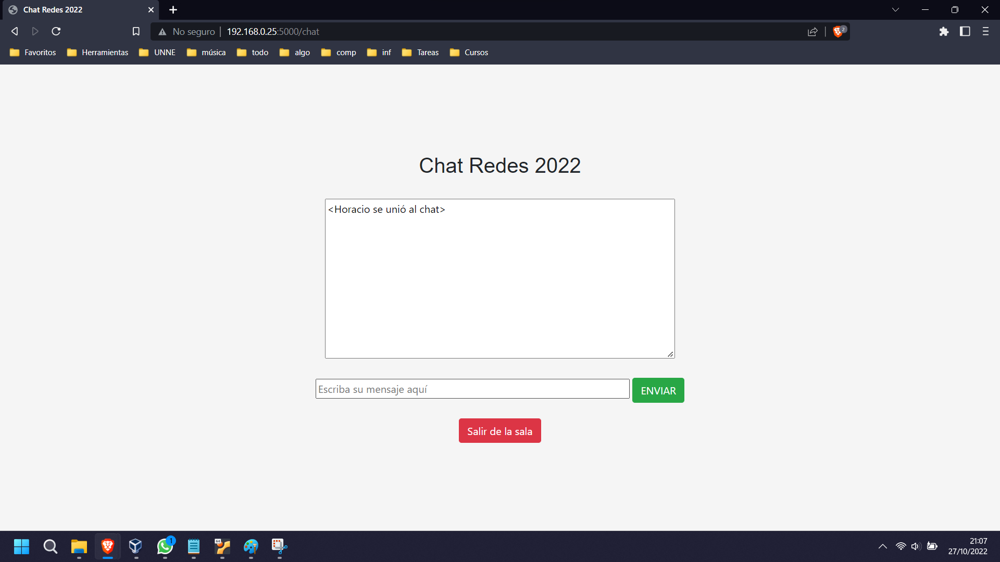 Chat Redes 2022
No seguro 192.168.0.25:5000/chat 2
Favoritos Herramientas UNNE música todo algo comp inf Tareas Cursos
Chat Redes 2022
<Horacio se unió al chat>
Escriba su mensaje aquí ENVIAR
Salir de la sala
1 64 21:07
27/10/2022